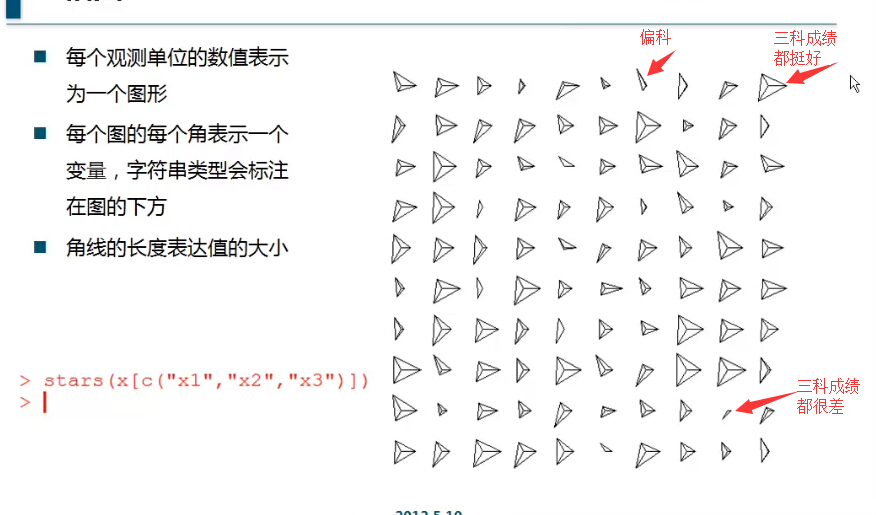 偏科
三科成绩
都挺好
每个观测单位的数值表示
为一个图形
每个图的每个角表示一个
变量，字符串类型会标注
在图的下方
角线的长度表达值的大小
> stars(x[c("x1","x2","x3")])
>
三科成绩
都很差